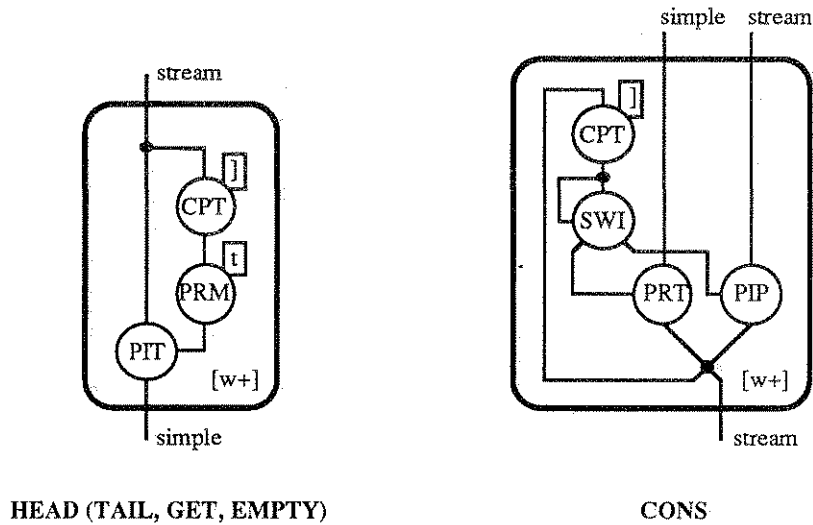 simple stream
stream
]
CPT
]
CPT
SWI
t
PRM
PRT PIP
PIT
[w+]
[w+]
simple
stream
HEAD (TAIL, GET, EMPTY)
CONS